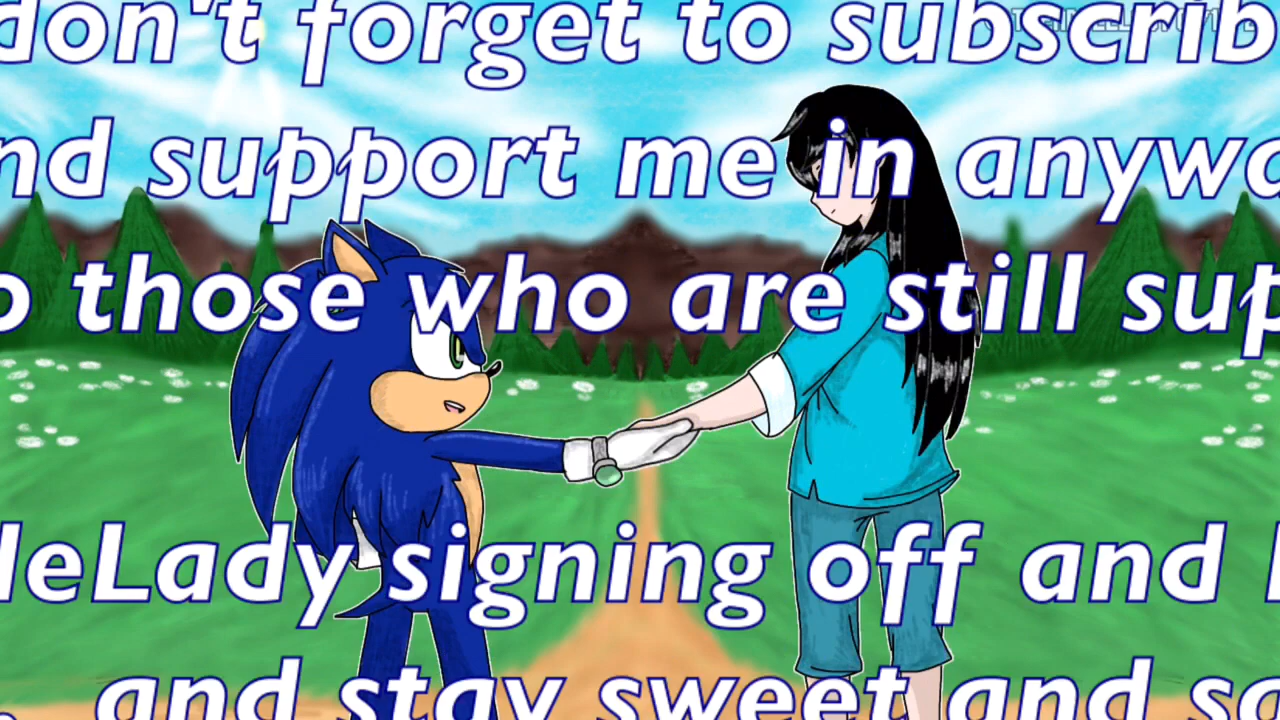 don't forget to subscrib
nd support me in anywa
o those who are still sup
leLady signing off and
and stay sweet and